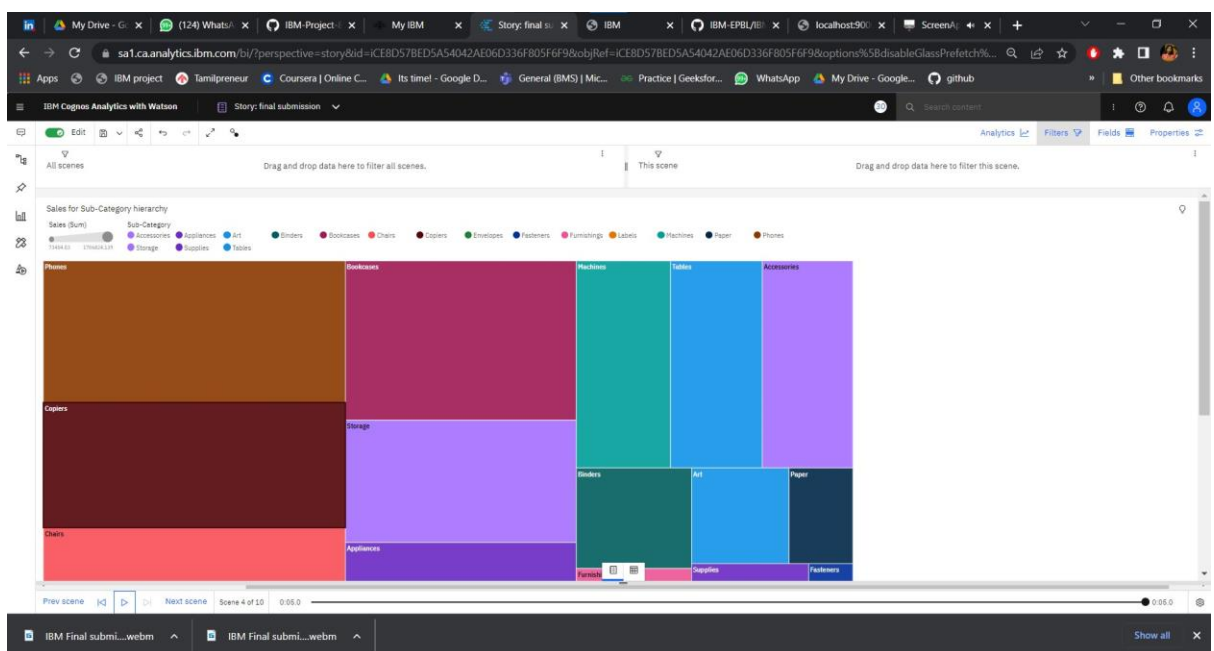 My Drive - Go
(124) WhatsA
IBM-Project-
My IBM
Story: final su
IBM
IBM-EPBL/IB
localhost:900
ScreenAp
sa1.ca.analytics.ibm.com/bi/?perspective=story&id=iCE8D57BED5A54042AE06D336F805F6F9&objRef=iCE8D57BED5A54042AE06D336F805F6F9&options%5BdisableGlassPrefetch%...
Apps
IBM project
Tamilpreneur
Coursera | Online C...
Its time! - Google D...
General (BMS) | Mic...
Practice | Geeksfor...
WhatsApp
My Drive - Google...
github
»
Other bookmarks
IBM Cognos Analytics with Watson
Story: final submission
30
Search content
Edit
Analytics
Filters
Fields
Properties
All scenes
Drag and drop data here to filter all scenes.
This scene
Drag and drop data here to filter this scene.
Sales for Sub-Category hierarchy
Sales (Sum)
Sub-Category
Accessories Appliances Art Binders Bookcases Chairs Copiers Envelopes Fasteners Furnishings Labels Machines Paper Phones
Storage Supplies Tables
Phones
Bookcases
Machines
Tables
Accessories
Copiers
Storage
Binders
Art
Paper
Chairs
Appliances
Furnishi
Supplies
Fasteners
Prev scene
Next scene
Scene 4 of 10
0:05.0
0:05.0
IBM Final submi....webm
IBM Final submi....webm
Show all